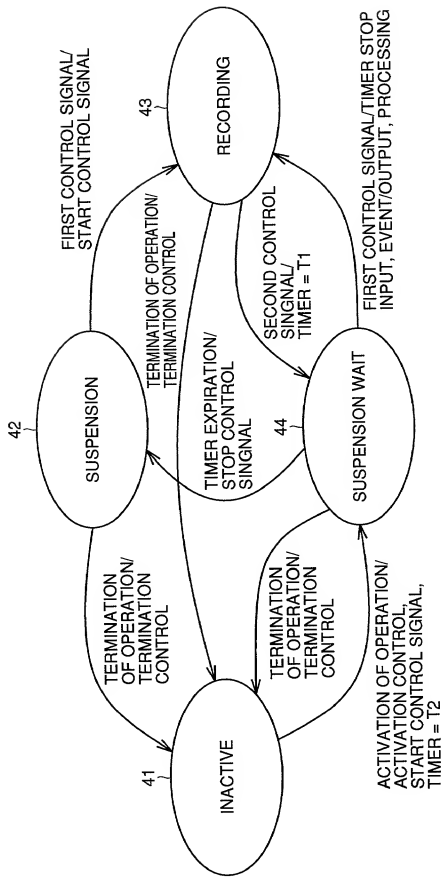 42
SUSPENSION
FIRST CONTROL SIGNAL/
START CONTROL SIGNAL
TERMINATION
OF OPERATION/
TERMINATION
CONTROL
TERMINATION OF OPERATION/
TERMINATION CONTROL
41
INACTIVE
43
RECORDING
TIMER EXPIRATION/
STOP CONTROL
SINGNAL
SECOND CONTROL
SINGNAL/
TIMER = T1
TERMINATION
OF OPERATION/
TERMINATION
CONTROL
44
SUSPENSION WAIT
ACTIVATION OF OPERATION/
ACTIVATION CONTROL,
START CONTROL SIGNAL,
TIMER = T2
FIRST CONTROL SIGNAL/TIMER STOP
INPUT, EVENT/OUTPUT, PROCESSING